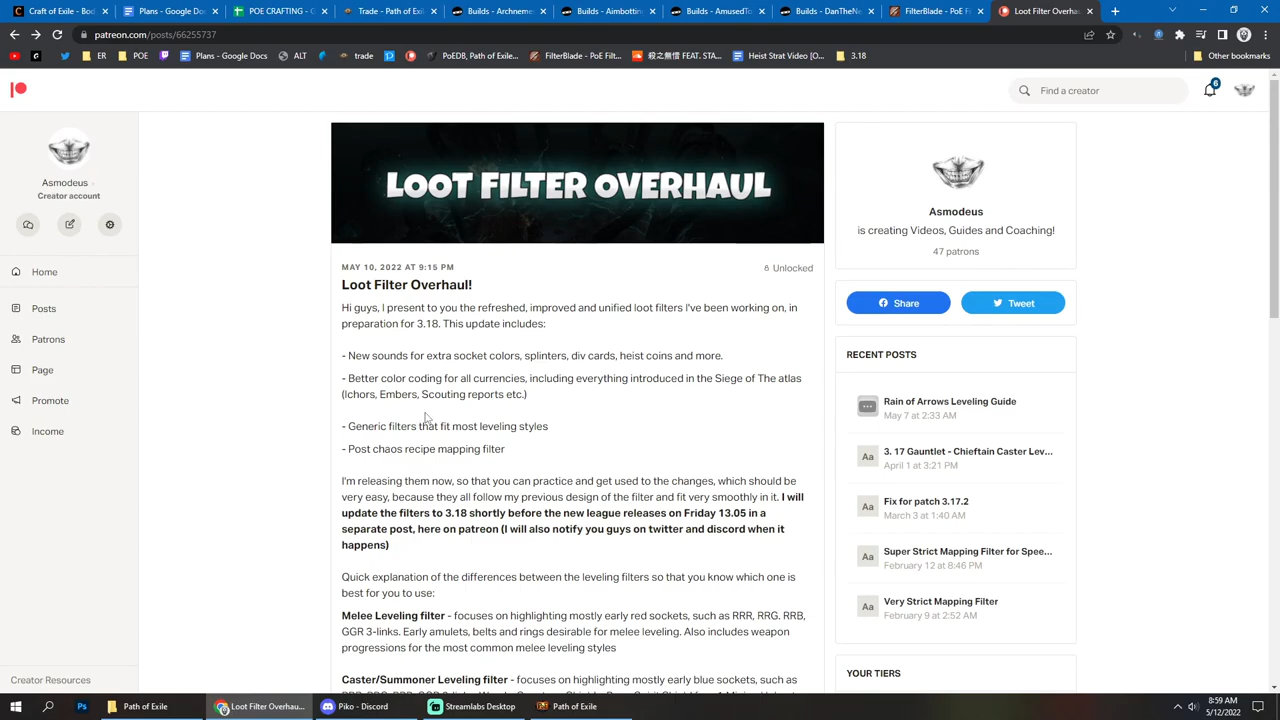 Craft of Exile - Bod
Plans - Google Docs
POE CRAFTING - G
Trade - Path of Exile
Builds - Archneme
Builds - Aimbottin
Builds - AmusedTo
Builds - DanTheNe
FilterBlade - PoE F
Loot Filter Overhau
patreon.com/posts/66255737
ER
POE
Plans - Google Docs
ALT
trade
PoEDB, Path of Exile...
FilterBlade - PoE Filt...
殺之無惜 FEAT. STA...
Heist Strat Video [O...
3.18
Other bookmarks
Find a creator
6
Asmodeus
Creator account
Home
Posts
Patrons
Page
Promote
Income
Creator Resources
LOOT FILTER OVERHAUL
MAY 10, 2022 AT 9:15 PM
Unlocked
Loot Filter Overhaul!
Hi guys, I present to you the refreshed, improved and unified loot filters I've been working on, in
preparation for 3.18. This update includes:
- New sounds for extra socket colors, splinters, div cards, heist coins and more.
- Better color coding for all currencies, including everything introduced in the Siege of The atlas
(Ichors, Embers, Scouting reports etc.)
- Generic filters that fit most leveling styles
- Post chaos recipe mapping filter
I'm releasing them now, so that you can practice and get used to the changes, which should be
very easy, because they all follow my previous design of the filter and fit very smoothly in it. I will
update the filters to 3.18 shortly before the new league releases on Friday 13.05 in a
separate post, here on patreon (I will also notify you guys on twitter and discord when it
happens)
Quick explanation of the differences between the leveling filters so that you know which one is
best for you to use:
Melee Leveling filter - focuses on highlighting mostly early red sockets, such as RRR, RRG. RRB,
GGR 3-links. Early amulets, belts and rings desirable for melee leveling. Also includes weapon
progressions for the most common melee leveling styles
Caster/Summoner Leveling filter - focuses on highlighting mostly early blue sockets, such as
Asmodeus
is creating Videos, Guides and Coaching!
47 patrons
Share
Tweet
RECENT POSTS
Rain of Arrows Leveling Guide
May 7 at 2:33 AM
Aa
3. 17 Gauntlet - Chieftain Caster Lev...
April 1 at 3:21 PM
Aa
Fix for patch 3.17.2
March 3 at 1:40 AM
Aa
Super Strict Mapping Filter for Spee...
February 12 at 8:46 PM
Aa
Very Strict Mapping Filter
February 9 at 2:52 AM
YOUR TIERS
Ps
Path of Exile
Loot Filter Overhau...
Piko - Discord
Streamlabs Desktop
Path of Exile
8:59 AM
5/12/2022